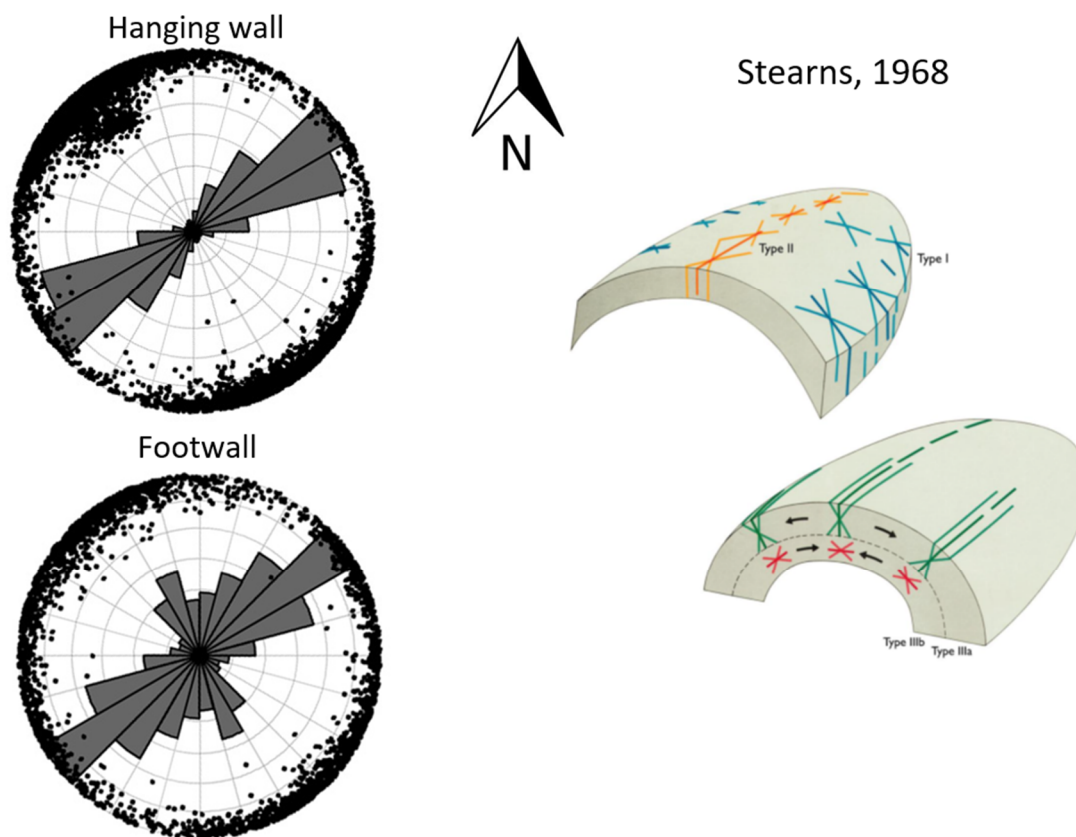 Hanging wall
N
Stearns, 1968
Type II
Type I
Footwall
Type IIIb
Type IIIa